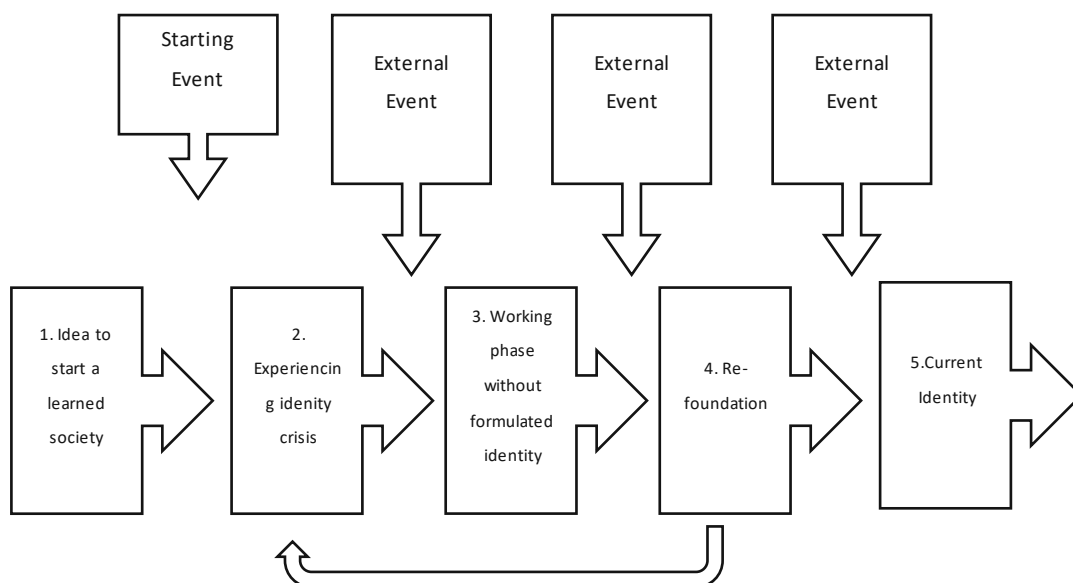 Starting
Event
External
Event
External
Event
External
Event
1. Idea to
start a
learned
society
2.
Experiencin
g idenity
crisis
3. Working
phase
without
formulated
identity
4. Re-
foundation
5.Current
Identity